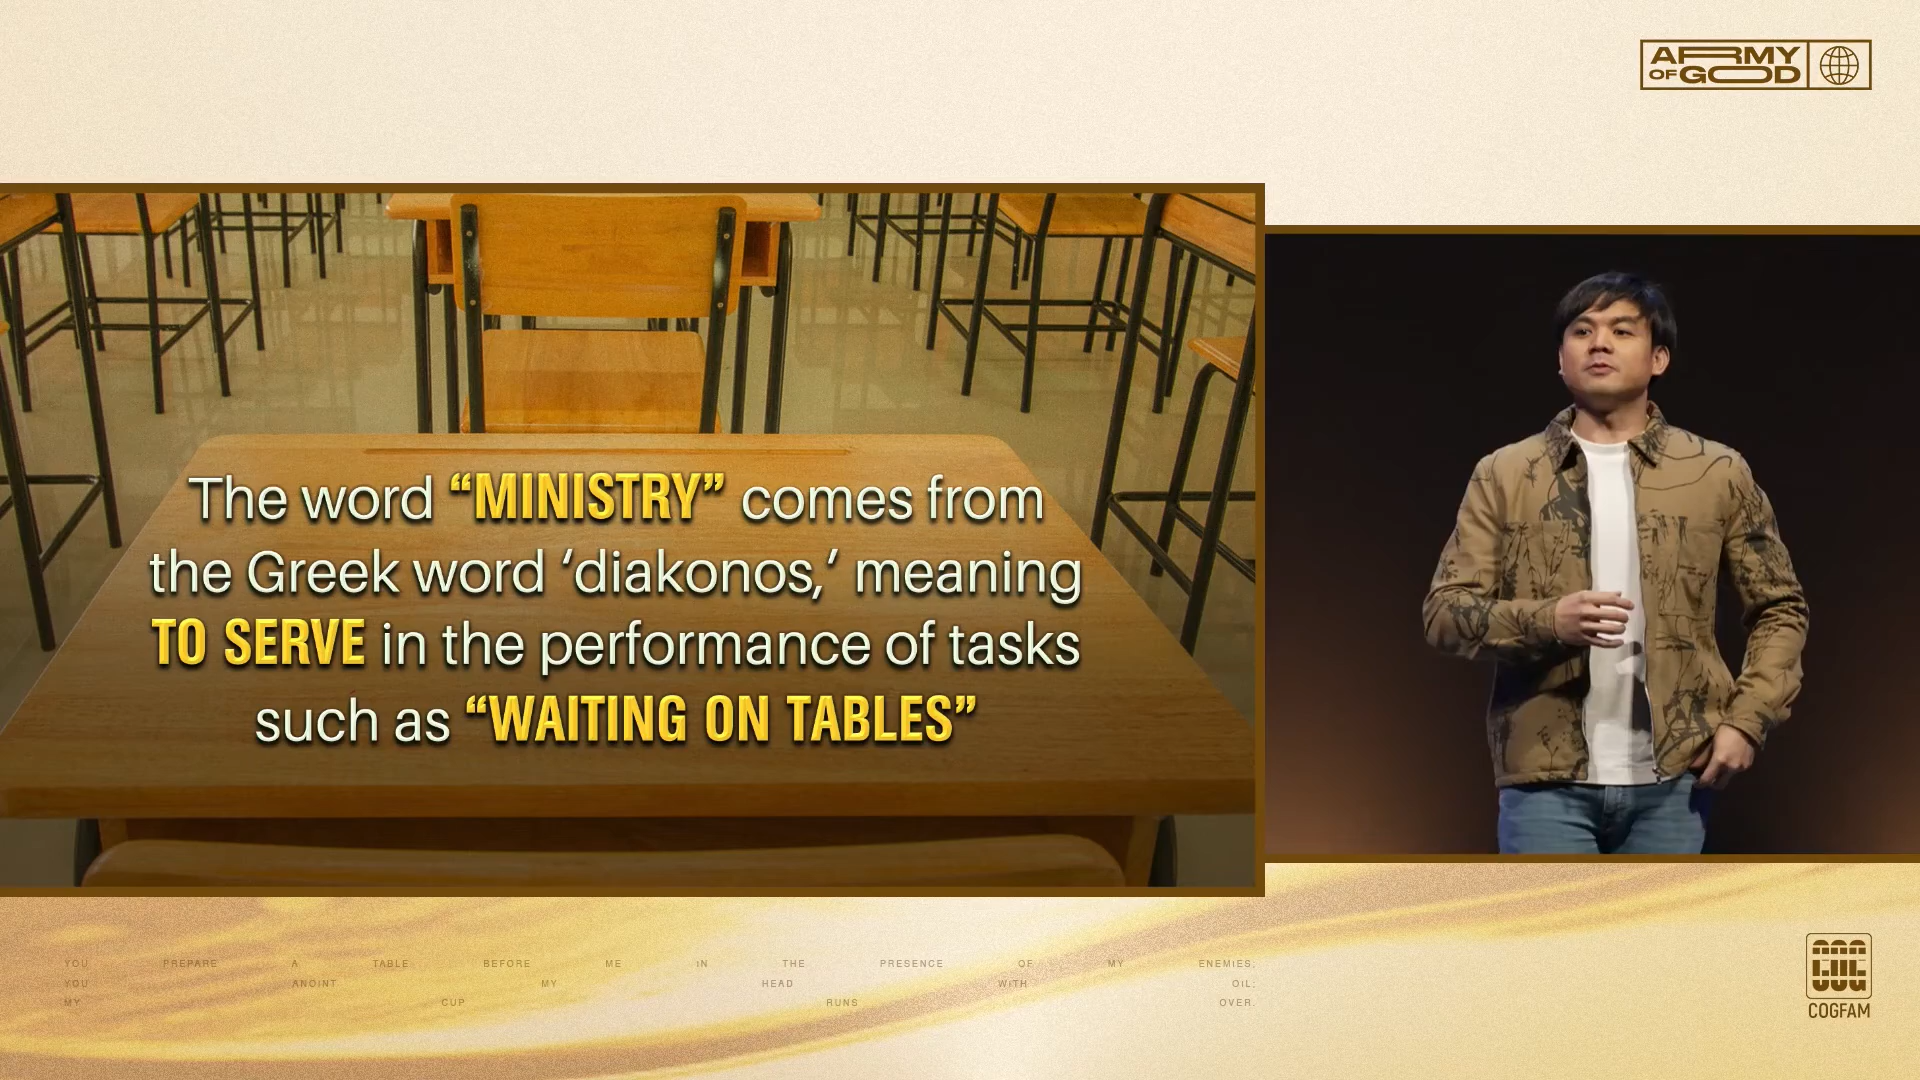 ARMY
OF GOOD
The word “MINISTRY” comes from
the Greek word ‘diakonos,’ meaning
TO SERVE in the performance of tasks
such as “WAITING ON TABLES”
YOU PREPARE A TABLE BEFORE ME IN THE PRESENCE OF MY ENEMIES;
YOU ANOINT MY HEAD WITH OIL;
MY CUP RUNS OVER.
COGFAM